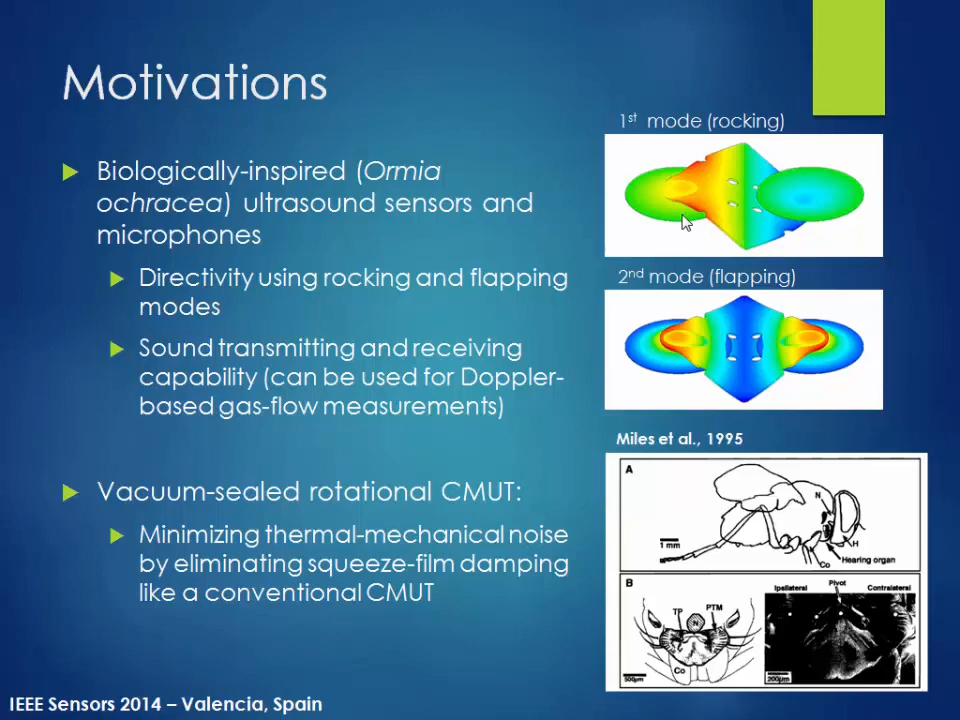 Motivations
Biologically-inspired (Ormia
ochracea) ultrasound sensors and
microphones
Directivity using rocking and flapping
modes
Sound transmitting and receiving
capability (can be used for Doppler-
based gas-flow measurements)
Vacuum-sealed rotational CMUT:
Minimizing thermal-mechanical noise
by eliminating squeeze-film damping
like a conventional CMUT
1st mode (rocking)
2nd mode (flapping)
Miles et al., 1995
A
N
1 mm
H
Hearing organ
Co
B
TP
PTM
N
Co
500µm
Ipsilateral
Pivot
Contralateral
200µm
IEEE Sensors 2014 – Valencia, Spain